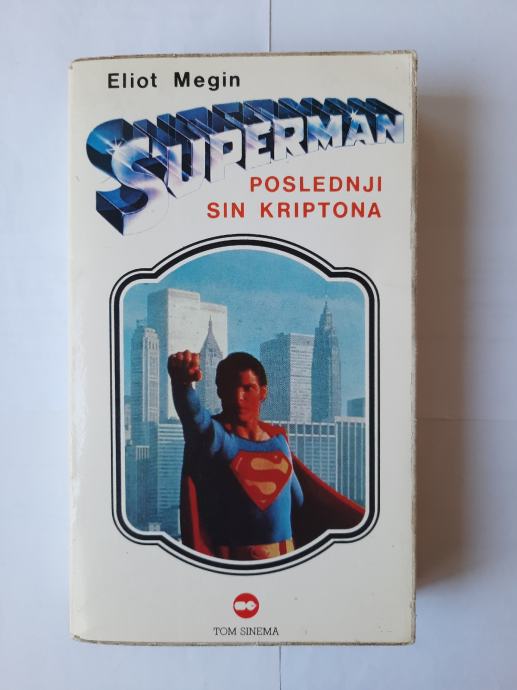 Eliot Megin
SUPERMAN
POSLEDNJI
SIN KRIPTONA
S
TOM SINEMA